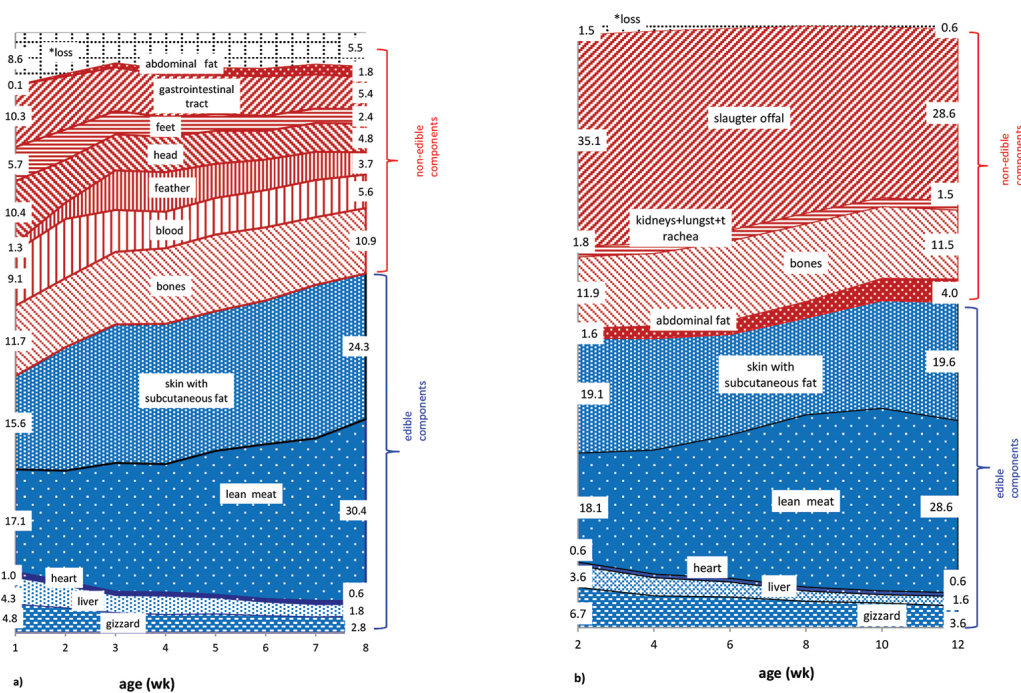 *loss
8.6
5.5
abdominal fat
0.1
1.8
gastrointestinal
tract
10.3
5.4
feet
2.4
5.7
head
4.8
10.4
feather
3.7
1.3
blood
5.6
9.1
bones
10.9
11.7
skin with
subcutaneous fat
24.3
15.6
lean meat
30.4
17.1
heart
1.0
0.6
liver
4.3
1.8
gizzard
4.8
2.8
non-edible
components
edible
components
1 2 3 4 5 6 7 8
a) age (wk)
*loss
1.5
0.6
slaugter offal
35.1
28.6
kidneys+lungst+t
rachea
1.8
1.5
bones
11.9
11.5
abdominal fat
1.6
4.0
skin with
subcutaneous fat
19.1
19.6
lean meat
18.1
28.6
heart
0.6
0.6
liver
3.6
1.6
gizzard
6.7
3.6
non-edible
components
edible
components
2 4 6 8 10 12
b) age (wk)